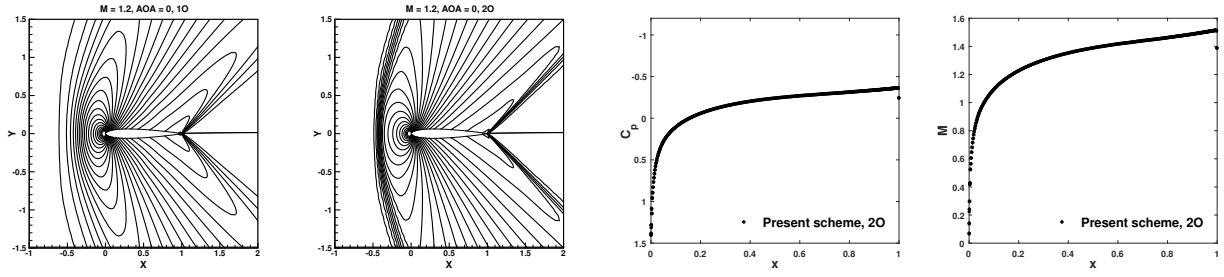 M = 1.2, AOA = 0, 1O
Y
1.5
1
0.5
0
-0.5
-1
-1.5
-1 -0.5 0 0.5 1 1.5 2
X
M = 1.2, AOA = 0, 2O
Y
1.5
1
0.5
0
-0.5
-1
-1.5
-1 -0.5 0 0.5 1 1.5 2
X
Cp
-1
-0.5
0
0.5
1
1.5
Present scheme, 2O
0 0.2 0.4 0.6 0.8 1
X
M
1.6
1.4
1.2
1
0.8
0.6
0.4
0.2
0
Present scheme, 2O
0 0.2 0.4 0.6 0.8 1
X